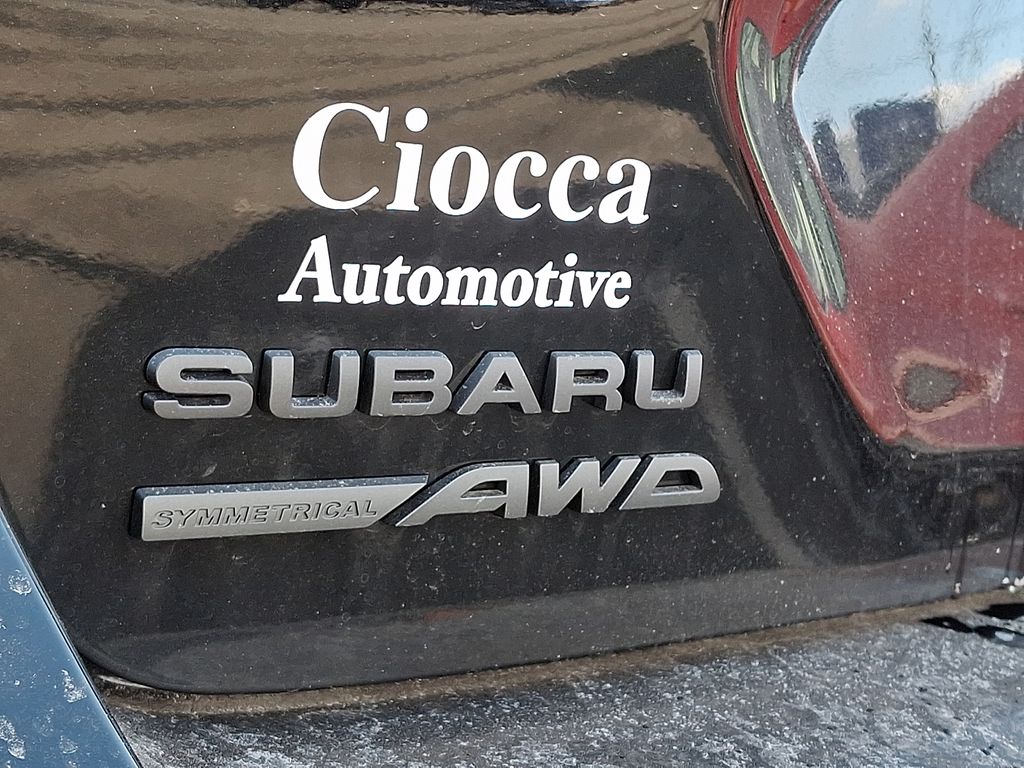 Ciocca
Automotive
SUBARU
SYMMETRICAL AWD